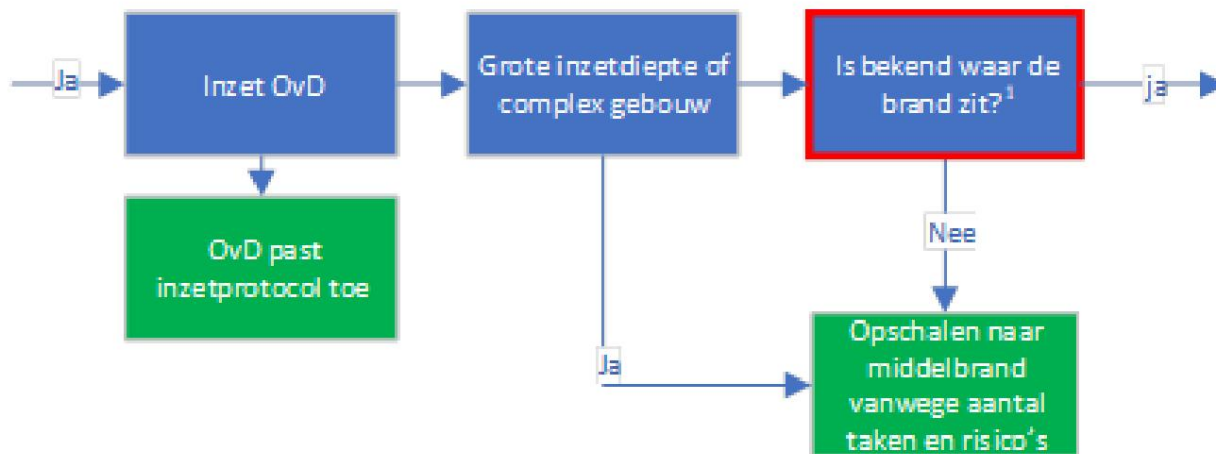 Ja
Inzet OvD
Grote inzetdiepte of
complex gebouw
Is bekend waar de
brand zit? ¹
ja
OvD past
inzetprotocol toe
Nee
Ja
Opschalen naar
middelbrand
vanwege aantal
taken en risico's